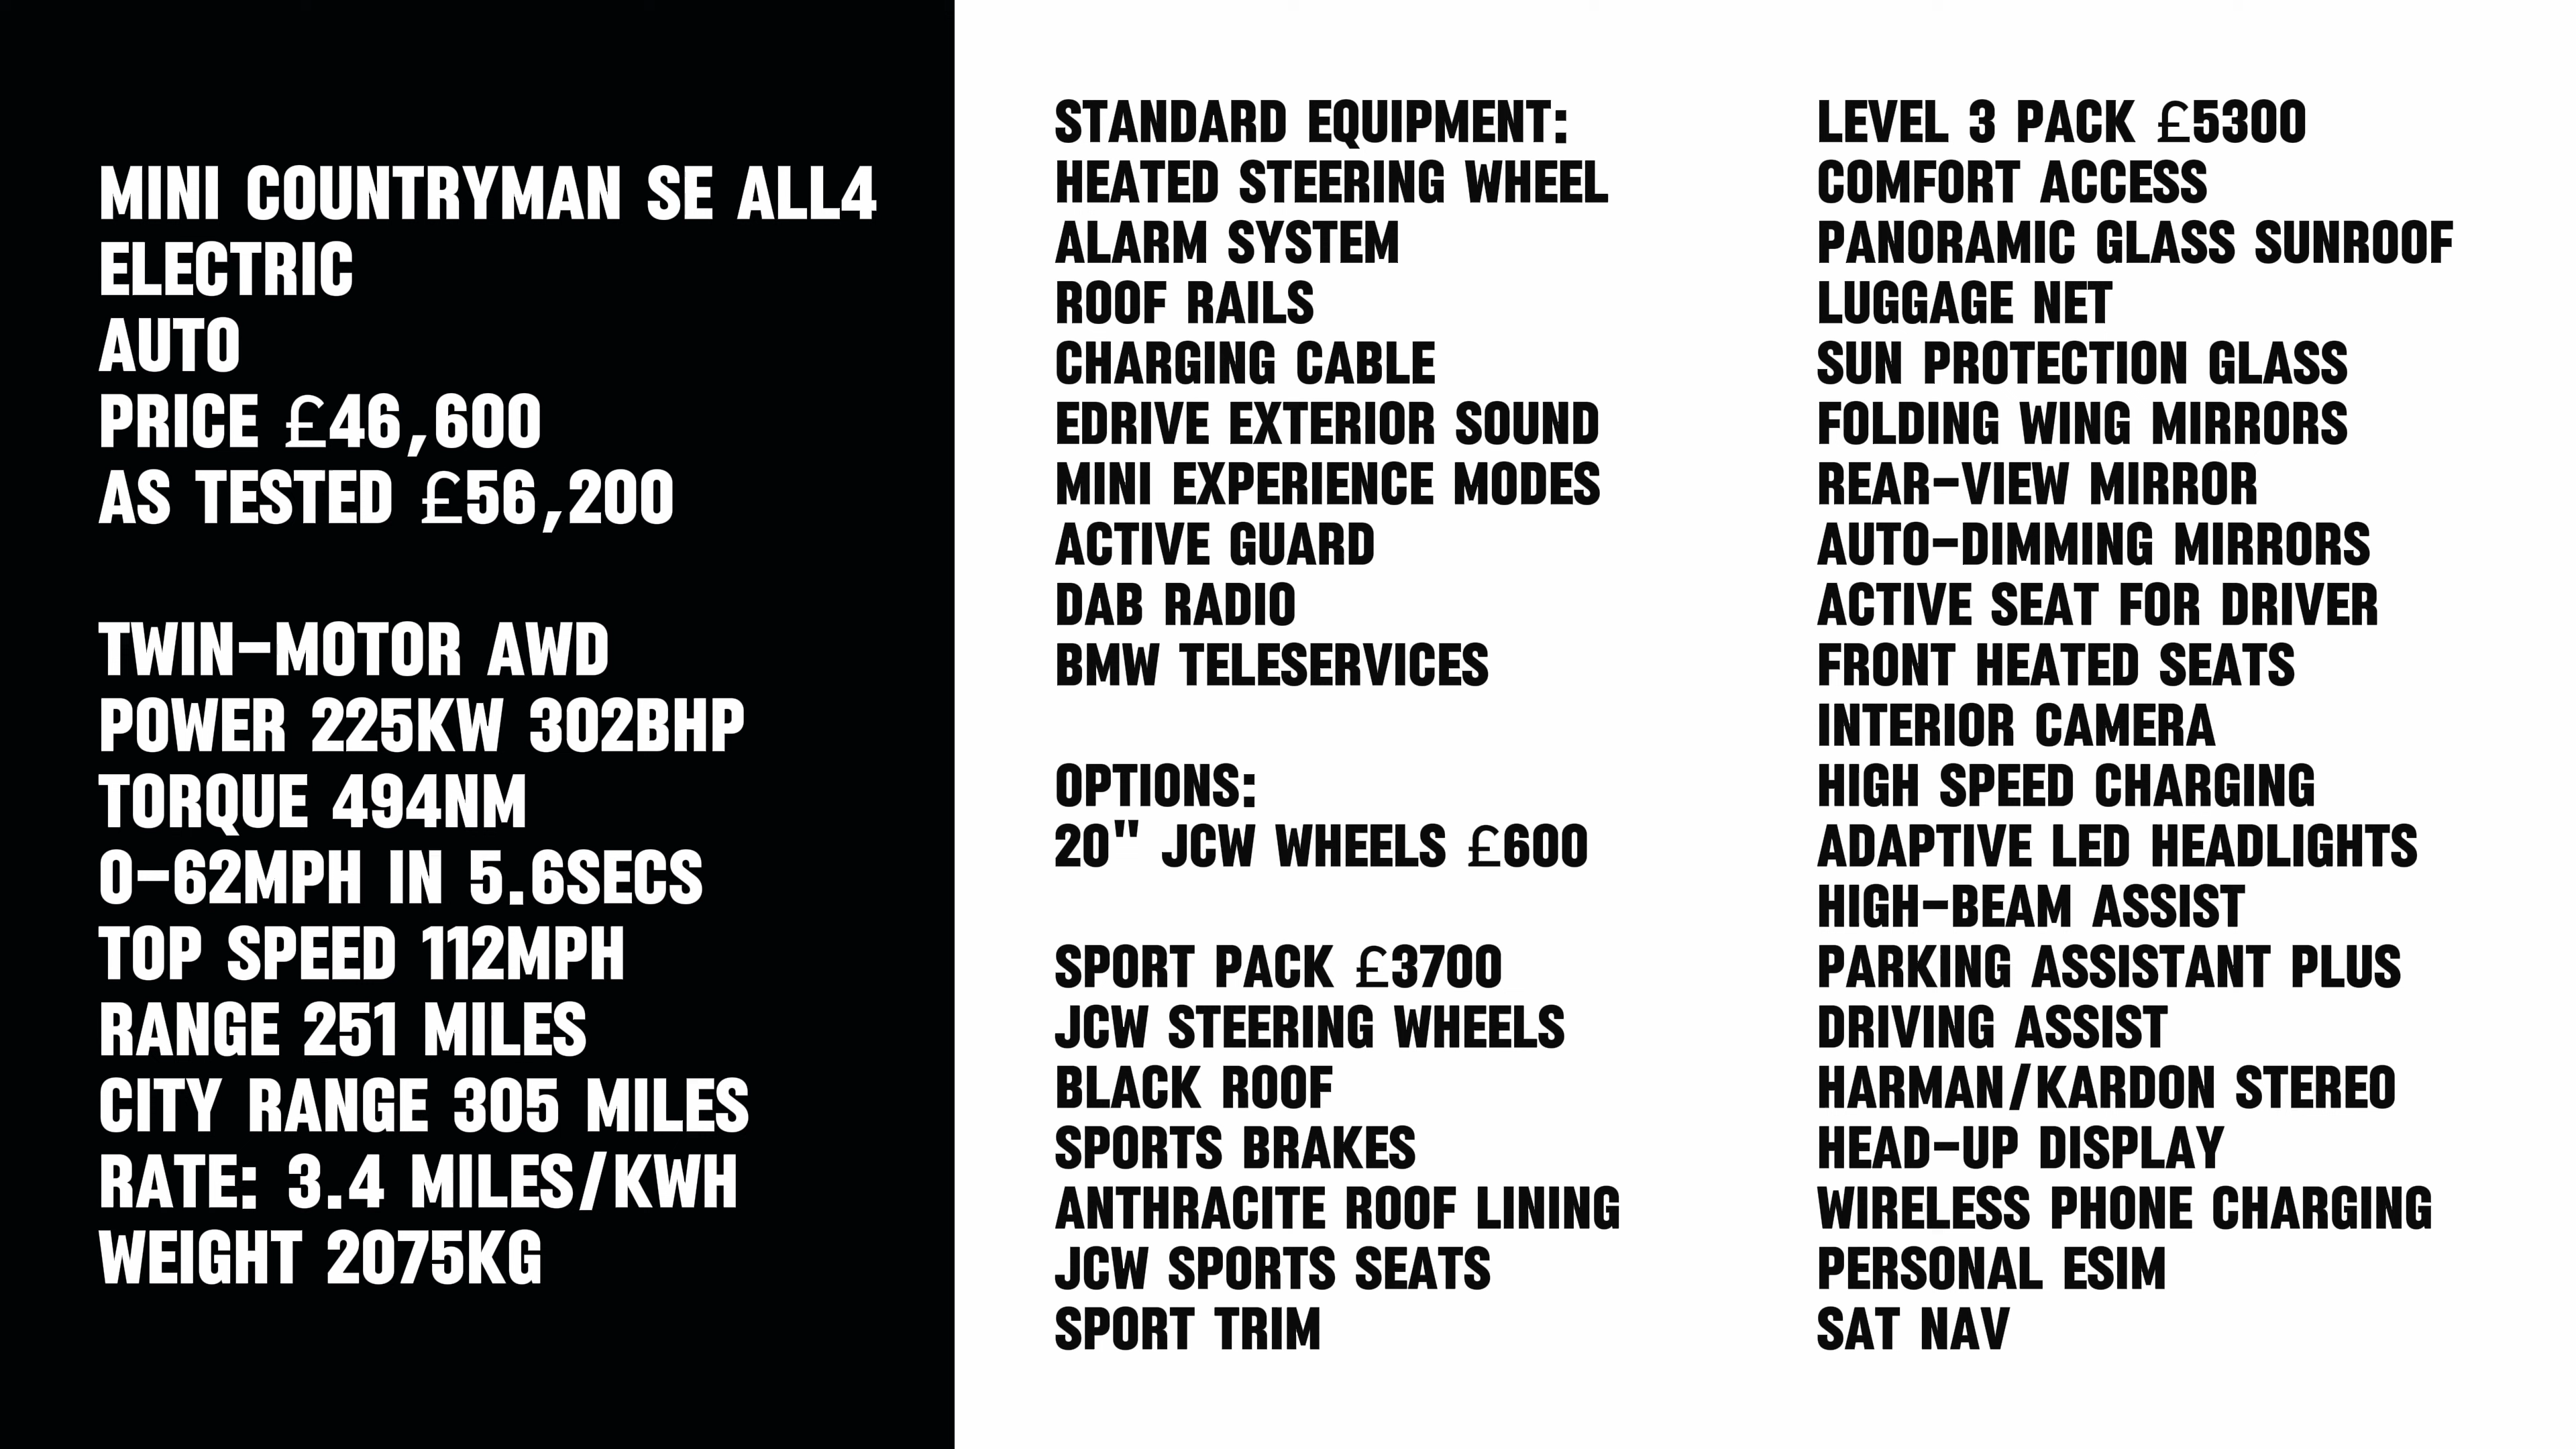 MINI COUNTRYMAN SE ALL4
ELECTRIC
AUTO
PRICE £46,600
AS TESTED £56,200
TWIN-MOTOR AWD
POWER 225KW 302BHP
TORQUE 494NM
0-62MPH IN 5.6SECS
TOP SPEED 112MPH
RANGE 251 MILES
CITY RANGE 305 MILES
RATE: 3.4 MILES/KWH
WEIGHT 2075KG
STANDARD EQUIPMENT:
HEATED STEERING WHEEL
ALARM SYSTEM
ROOF RAILS
CHARGING CABLE
EDRIVE EXTERIOR SOUND
MINI EXPERIENCE MODES
ACTIVE GUARD
DAB RADIO
BMW TELESERVICES
OPTIONS:
20" JCW WHEELS £600
SPORT PACK £3700
JCW STEERING WHEELS
BLACK ROOF
SPORTS BRAKES
ANTHRACITE ROOF LINING
JCW SPORTS SEATS
SPORT TRIM
LEVEL 3 PACK £5300
COMFORT ACCESS
PANORAMIC GLASS SUNROOF
LUGGAGE NET
SUN PROTECTION GLASS
FOLDING WING MIRRORS
REAR-VIEW MIRROR
AUTO-DIMMING MIRRORS
ACTIVE SEAT FOR DRIVER
FRONT HEATED SEATS
INTERIOR CAMERA
HIGH SPEED CHARGING
ADAPTIVE LED HEADLIGHTS
HIGH-BEAM ASSIST
PARKING ASSISTANT PLUS
DRIVING ASSIST
HARMAN/KARDON STEREO
HEAD-UP DISPLAY
WIRELESS PHONE CHARGING
PERSONAL ESIM
SAT NAV